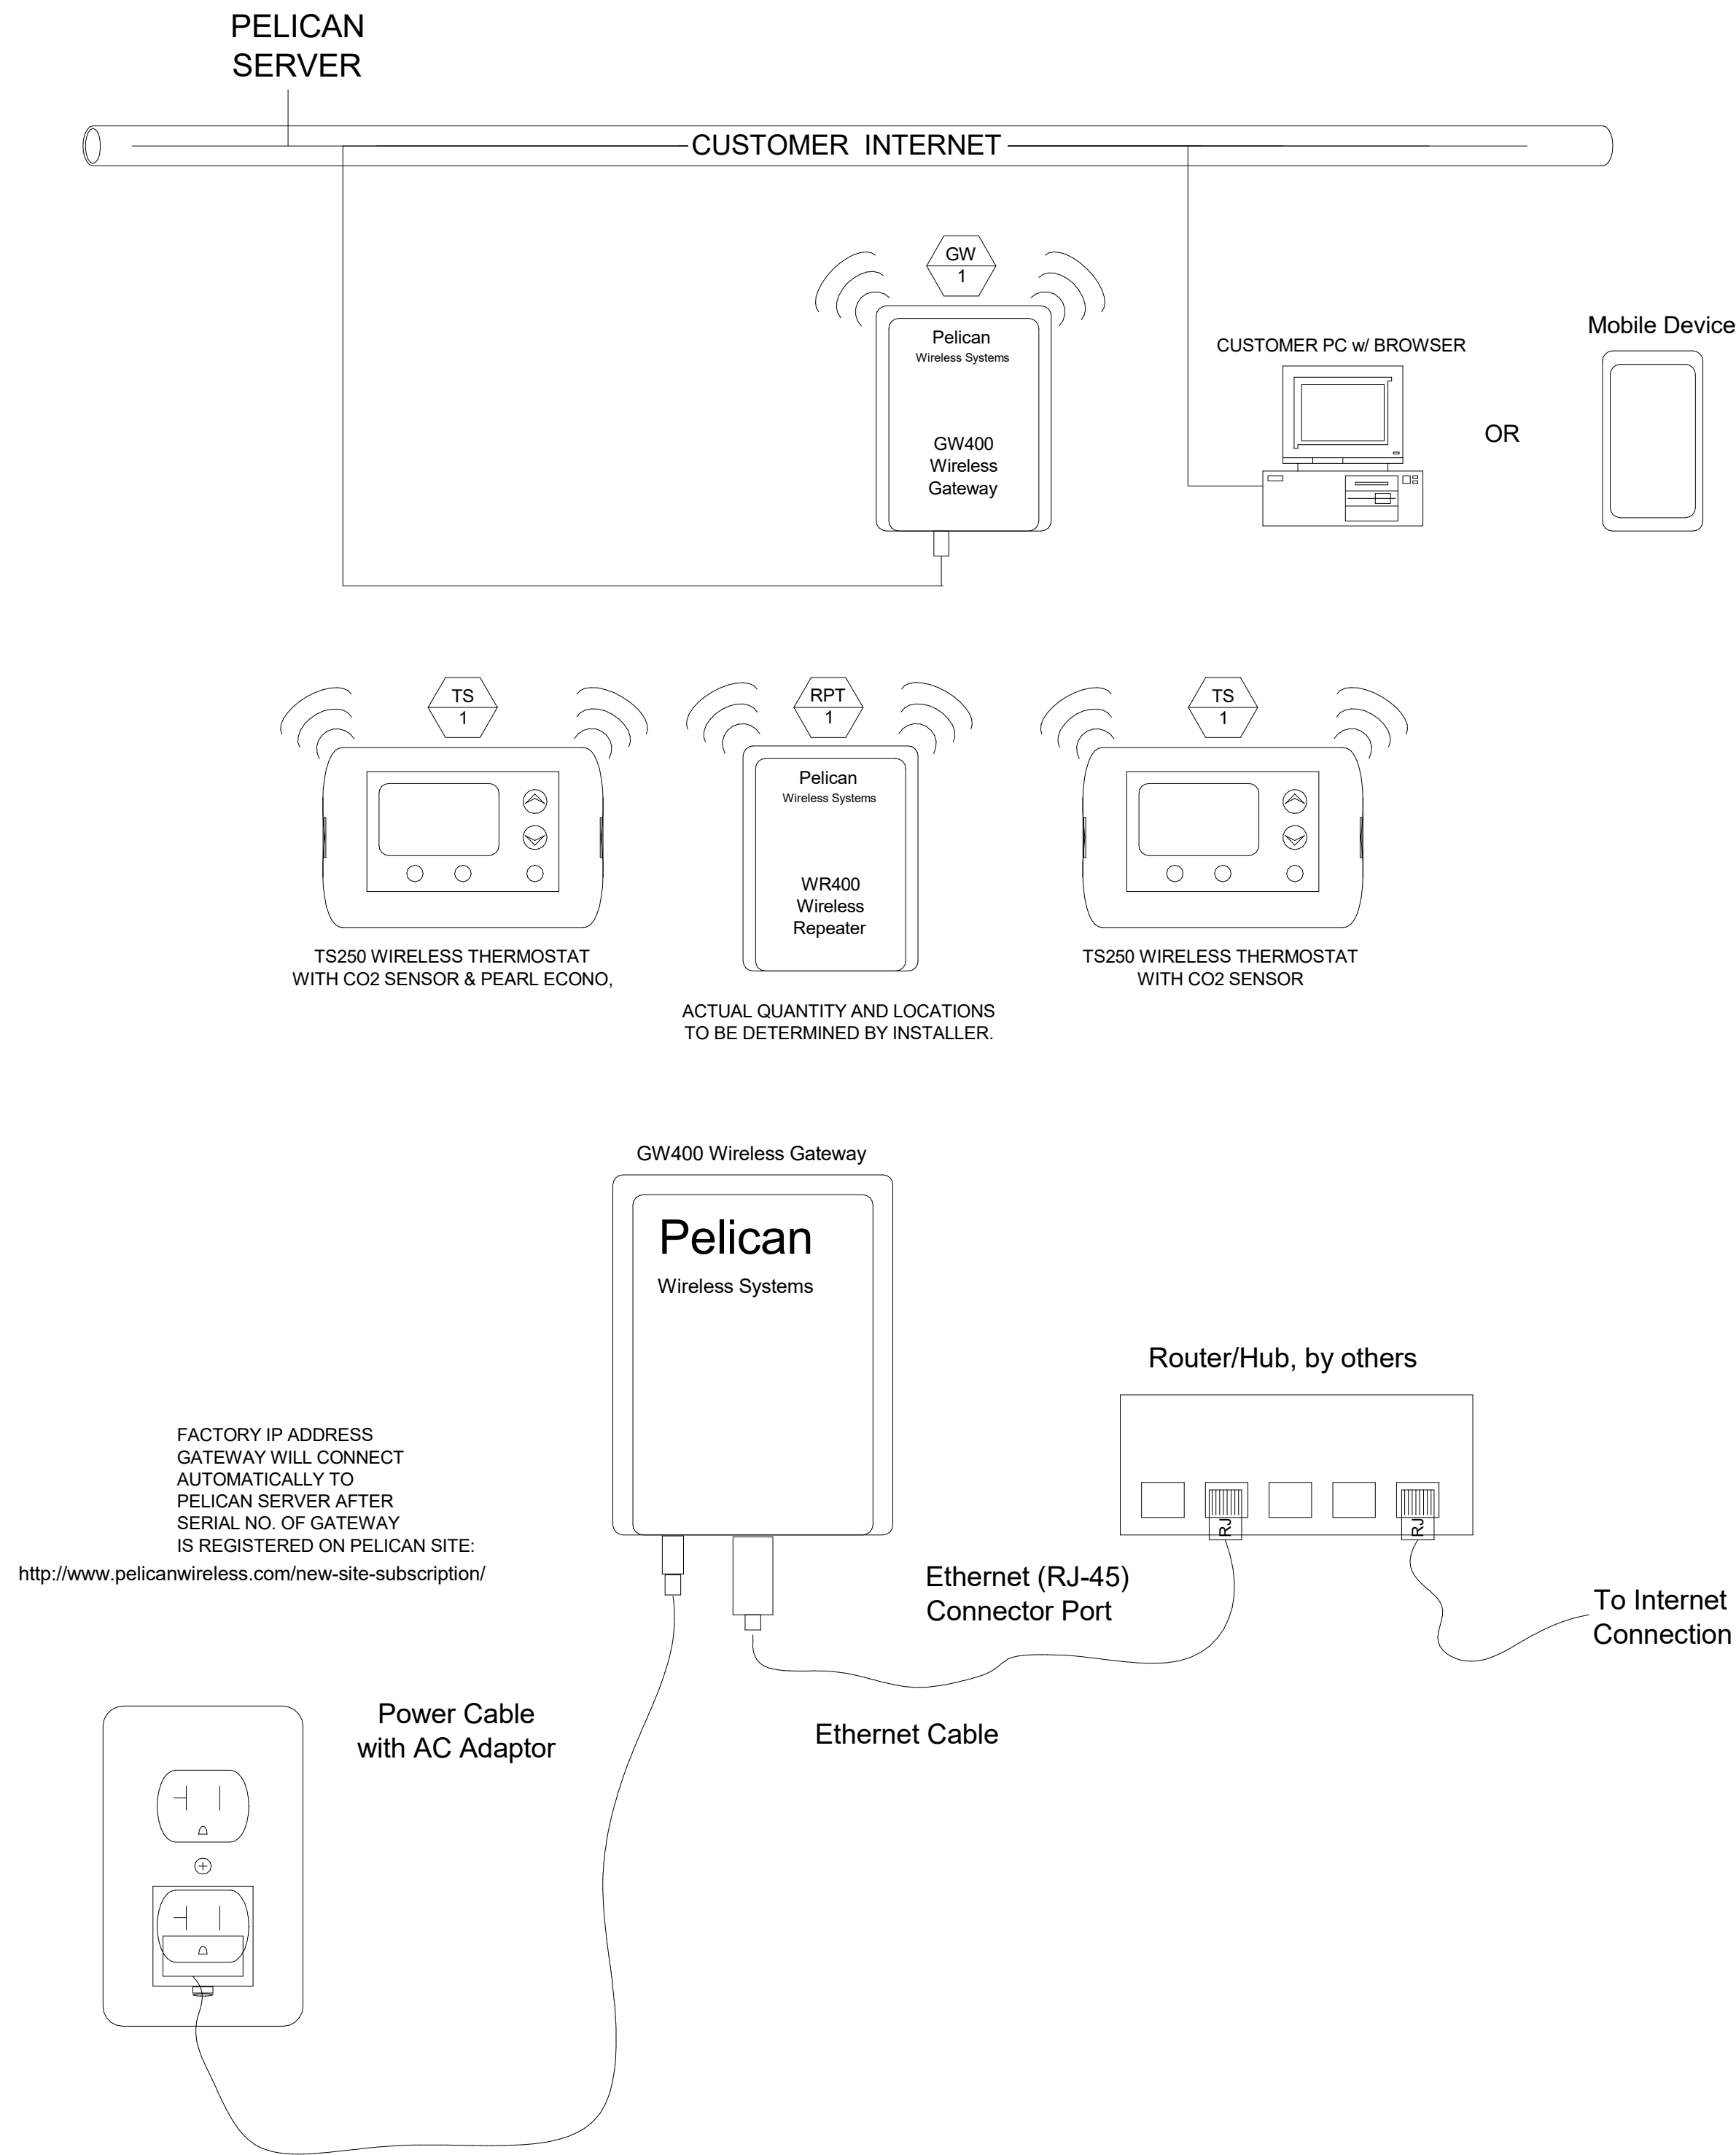 PELICAN
SERVER
CUSTOMER INTERNET
GW
1
Pelican
Wireless Systems
GW400
Wireless
Gateway
CUSTOMER PC w/ BROWSER
OR
Mobile Device
TS
1
TS250 WIRELESS THERMOSTAT
WITH CO2 SENSOR & PEARL ECONO,
RPT
1
Pelican
Wireless Systems
WR400
Wireless
Repeater
ACTUAL QUANTITY AND LOCATIONS
TO BE DETERMINED BY INSTALLER.
TS
1
TS250 WIRELESS THERMOSTAT
WITH CO2 SENSOR
GW400 Wireless Gateway
Pelican
Wireless Systems
Router/Hub, by others
RJ
RJ
FACTORY IP ADDRESS
GATEWAY WILL CONNECT
AUTOMATICALLY TO
PELICAN SERVER AFTER
SERIAL NO. OF GATEWAY
IS REGISTERED ON PELICAN SITE:
http://www.pelicanwireless.com/new-site-subscription/
Ethernet (RJ-45)
Connector Port
To Internet
Connection
Power Cable
with AC Adaptor
Ethernet Cable